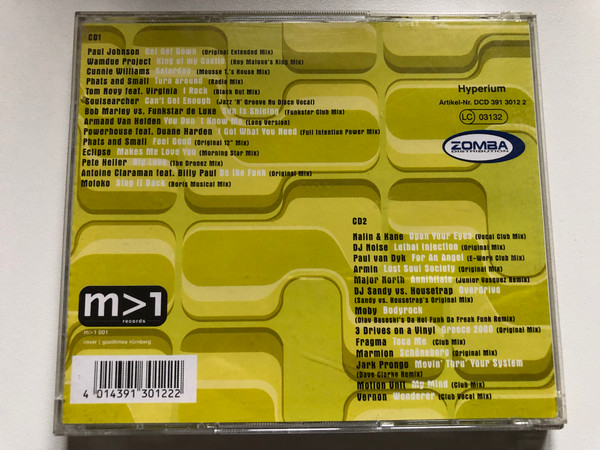 CD1
Paul Johnson Get Get Down (Original Extended Mix)
Wamdue Project King of my Castle (Roy Malone's King Mix)
Cunnie Williams Saturday (Mousse T.'s House Mix)
Phats and Small Turn around (Radio Mix)
Tom Novy feat. Virginia I Rock (Black Out Mix)
Soulsearcher Can't Get Enough (Jazz 'N' Groove Nu Disco Vocal)
Bob Marley vs. Funkstar de Luxe Sun Is Shining (Funkstar Club Mix)
Armand Van Helden You Don't Know Me (Long Version)
Powerhouse feat. Duane Harden I Got What You Need (Full Intention Power Mix)
Phats and Small Feel Good (Original 12" Mix)
Eclipse Makes Me Love You (Morning Star Mix)
Pete Heller Big Love (The Dronez Mix)
Antoine Claraman feat. Billy Paul Do the Funk (Original Mix)
Moloko Sing It Back (Boris Musical Mix)
Hyperium
Artikel-Nr. DCD 391 3012 2
LC 03132
ZOMBA
DISTRIBUTION
CD2
Nalin & Kane Open Your Eyes (Vocal Club Mix)
DJ Noise Lethal Injection (Original Mix)
Paul van Dyk For An Angel (E-Werk Club Mix)
Armin Lost Soul Society (Original Mix)
Major North Annihilate (Junior Vasquez Remix)
DJ Sandy vs. Housetrap OverDrive
(Sandy vs. Housetrap's Original Mix)
Moby Bodyrock
(Olav Basoski's Da Hot Funk Da Freak Funk Remix)
3 Drives on a Vinyl Greece 2000 (Original Mix)
Fragma Toca Me (Club Mix)
Marmion Schöneberg (Original Mix)
Jark Prongo Movin' Thru' Your System
(Dave Clarke Remix)
Motion Unit My Mind (Club Mix)
Vernon Wonderer (Club Vocal Mix)
m>1
records
m>1 001
cover | goodtimes nürnberg
4 014391 301222